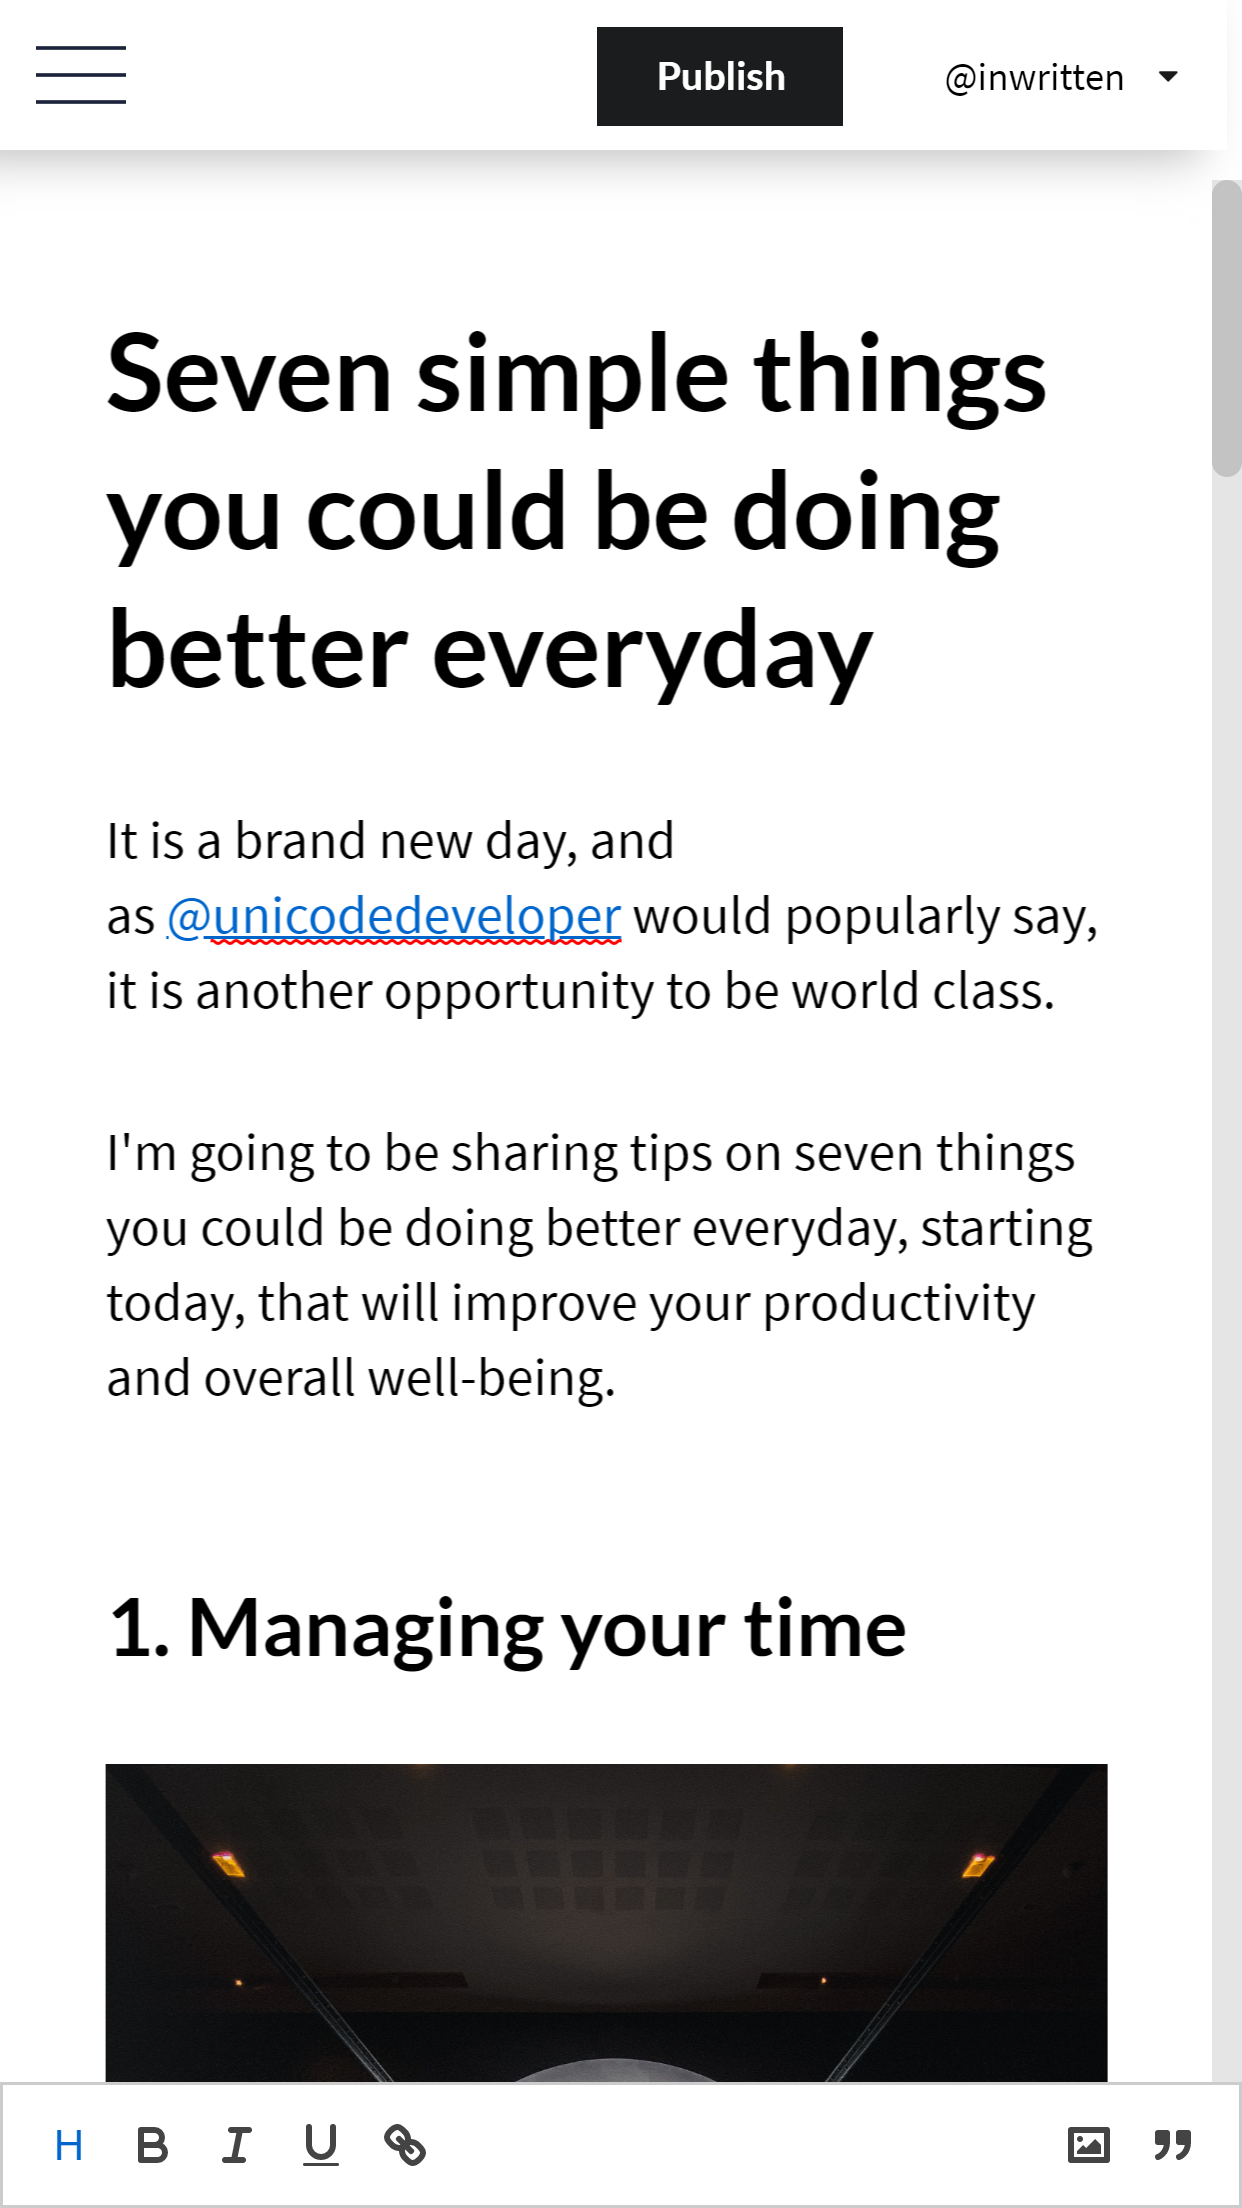 Publish
@inwritten
Seven simple things
you could be doing
better everyday
It is a brand new day, and
as @unicodedeveloper would popularly say,
it is another opportunity to be world class.
I'm going to be sharing tips on seven things
you could be doing better everyday, starting
today, that will improve your productivity
and overall well-being.
1. Managing your time
H B I U